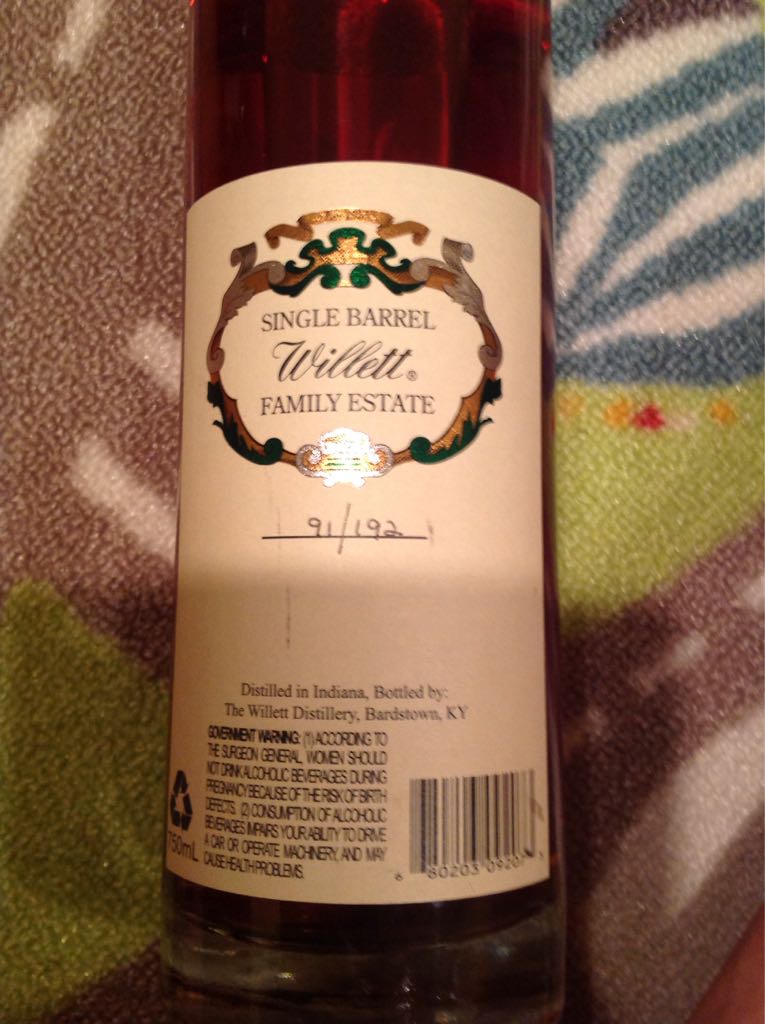 SINGLE BARREL
Willett®
FAMILY ESTATE
91/192
Distilled in Indiana, Bottled by:
The Willett Distillery, Bardstown, KY
GOVERNMENT WARNING: (1) ACCORDING TO
THE SURGEON GENERAL, WOMEN SHOULD
NOT DRINK ALCOHOLIC BEVERAGES DURING
PREGNANCY BECAUSE OF THE RISK OF BIRTH
DEFECTS. (2) CONSUMPTION OF ALCOHOLIC
BEVERAGES IMPAIRS YOUR ABILITY TO DRIVE
A CAR OR OPERATE MACHINERY, AND MAY
CAUSE HEALTH PROBLEMS.
750mL
6 80203